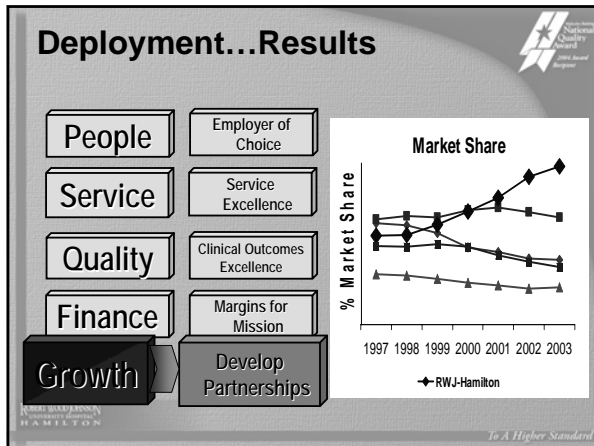 Deployment…Results
National
Quality
Award
2004 Award
Recipient
People
Employer of
Choice
Service
Service
Excellence
Quality
Clinical Outcomes
Excellence
Finance
Margins for
Mission
Growth
Develop
Partnerships
Market Share
% Market Share
1997 1998 1999 2000 2001 2002 2003
RWJ-Hamilton
ROBERT WOOD JOHNSON
UNIVERSITY HOSPITAL
HAMILTON
To A Higher Standard